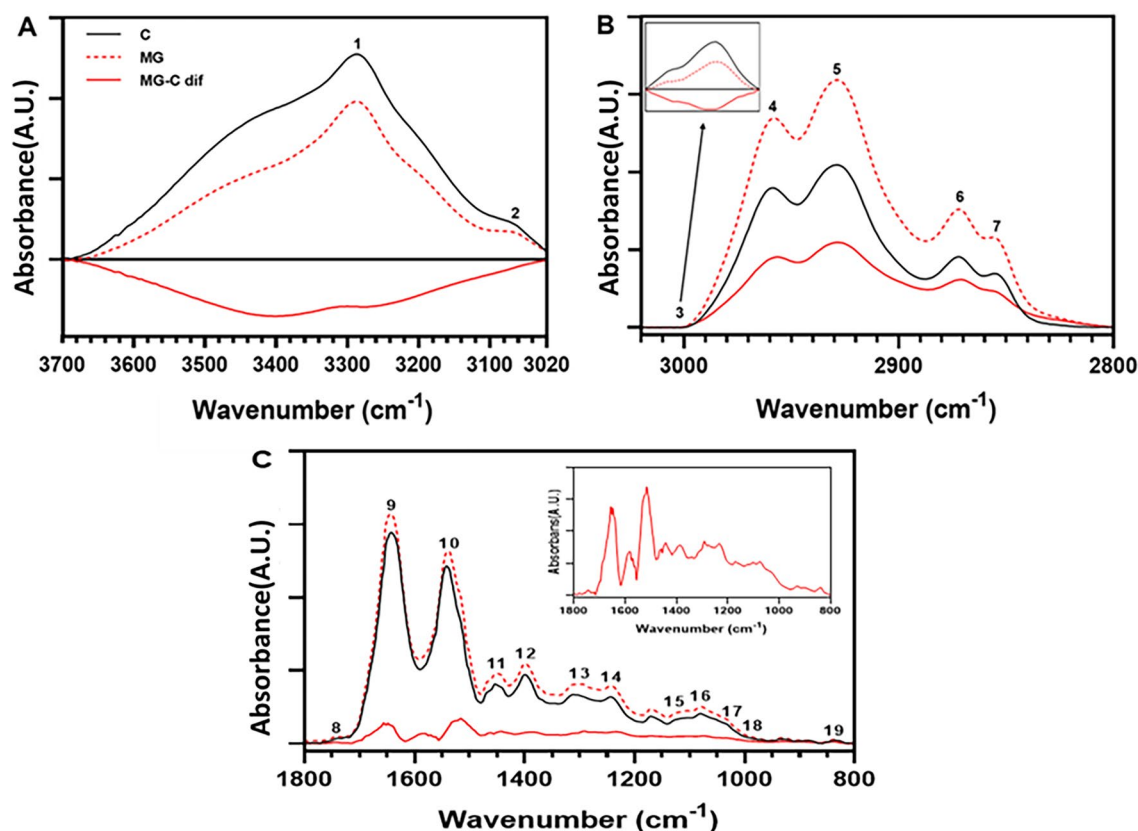 A
C
MG
MG-C dif
1
2
Absorbance(A.U.)
3700 3600 3500 3400 3300 3200 3100 3020
Wavenumber (cm-1)
B
3
4
5
6
7
Absorbance(A.U.)
3000 2900 2800
Wavenumber (cm-1)
C
8
9
10
11
12
13
14
15
16
17
18
19
Absorbance(A.U.)
1800 1600 1400 1200 1000 800
Wavenumber (cm-1)
Absorbans(A.U.)
1800 1600 1400 1200 1000 800
Wavenumber (cm-1)